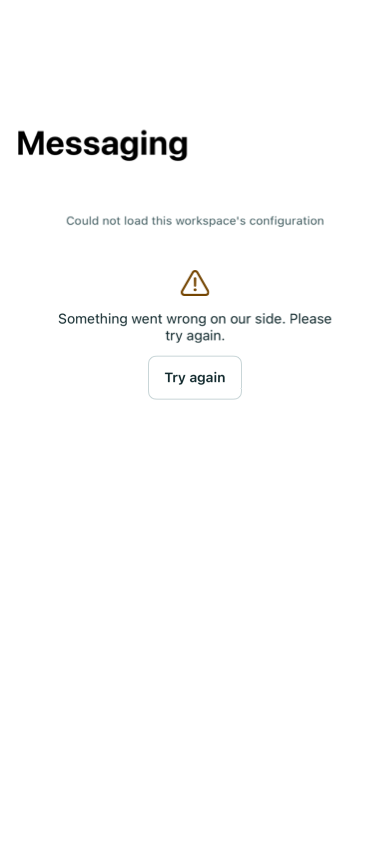 Messaging
Could not load this workspace's configuration
Something went wrong on our side. Please
try again.
Try again